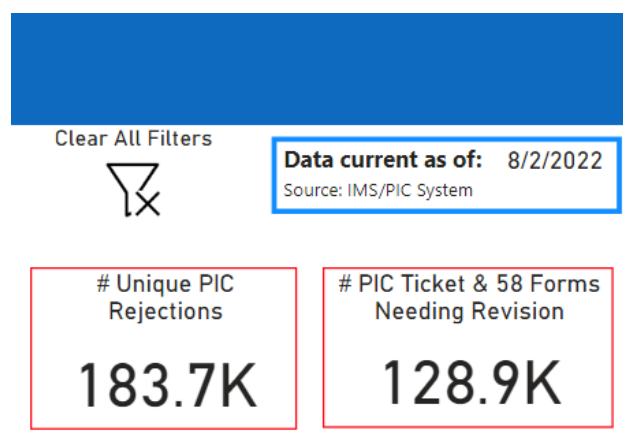 Clear All Filters
Data current as of: 8/2/2022
Source: IMS/PIC System
# Unique PIC
Rejections
183.7K
# PIC Ticket & 58 Forms
Needing Revision
128.9K